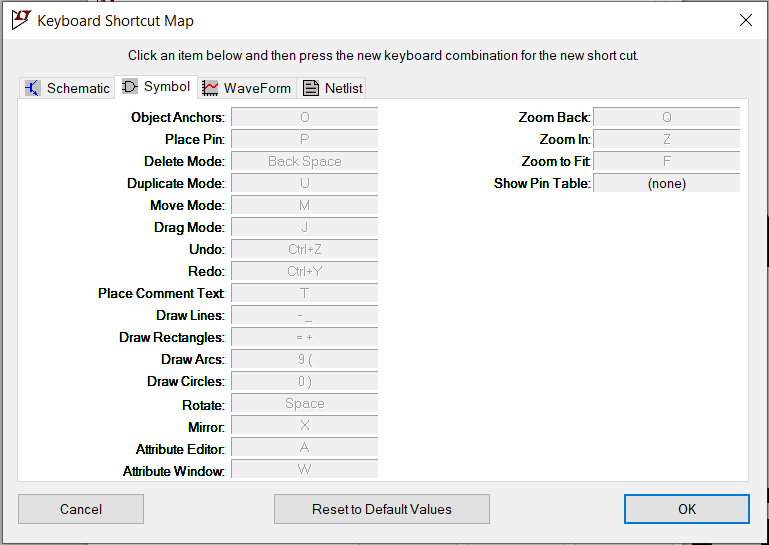 Keyboard Shortcut Map
Click an item below and then press the new keyboard combination for the new short cut.
Schematic Symbol WaveForm Netlist
Object Anchors: O
Place Pin: P
Delete Mode: Back Space
Duplicate Mode: U
Move Mode: M
Drag Mode: J
Undo: Ctrl+Z
Redo: Ctrl+Y
Place Comment Text: T
Draw Lines: - _
Draw Rectangles: = +
Draw Arcs: 9 (
Draw Circles: 0 )
Rotate: Space
Mirror: X
Attribute Editor: A
Attribute Window: W
Zoom Back: Q
Zoom In: Z
Zoom to Fit: F
Show Pin Table: (none)
Cancel Reset to Default Values OK